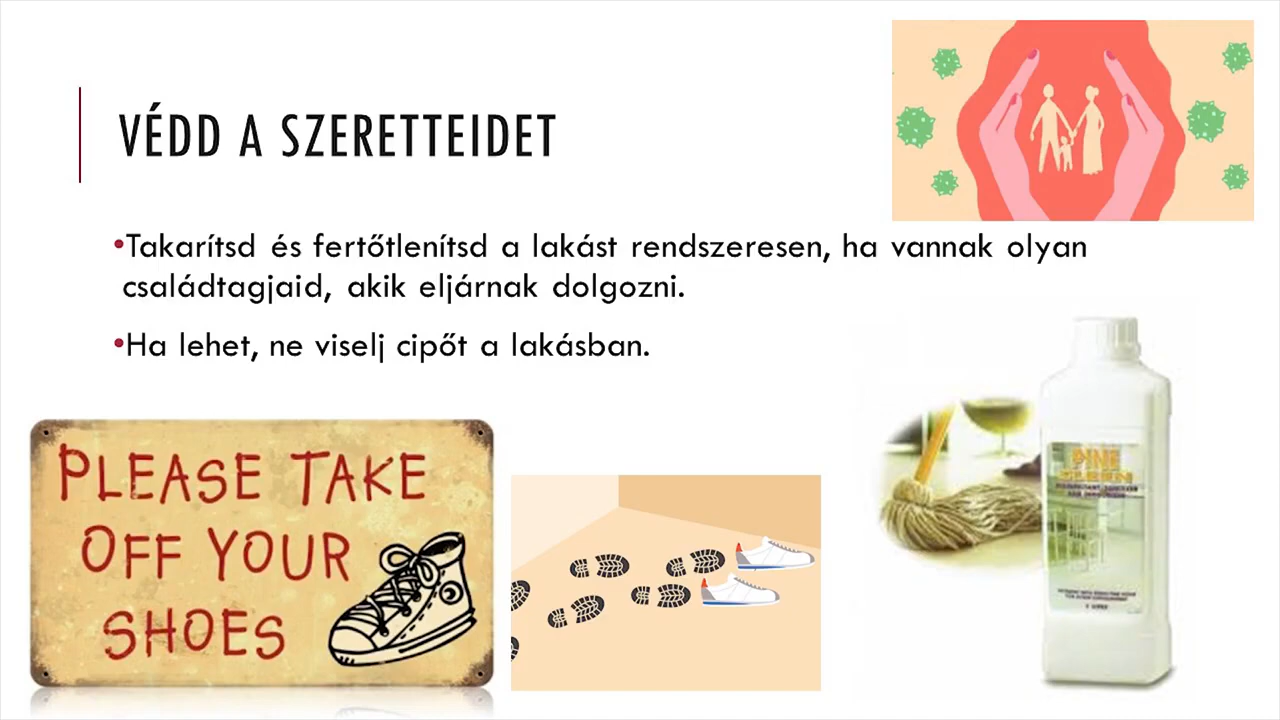 VÉDD A SZERETTEIDET
•Takarítsd és fertőtlenítsd a lakást rendszeresen, ha vannak olyan
családtagjaid, akik eljárnak dolgozni.
•Ha lehet, ne viselj cipőt a lakásban.
PLEASE TAKE
OFF YOUR
SHOES
PINE